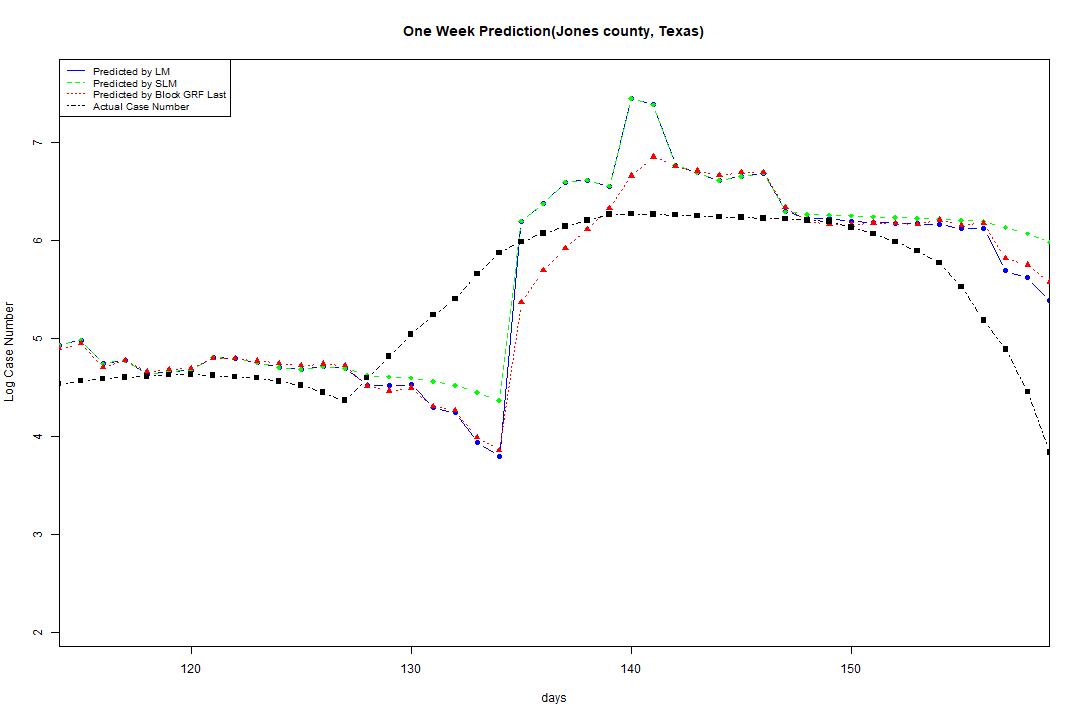 One Week Prediction(Jones county, Texas)
Predicted by LM
Predicted by SLM
Predicted by Block GRF Last
Actual Case Number
7
6
5
4
3
2
Log Case Number
120 130 140 150
days